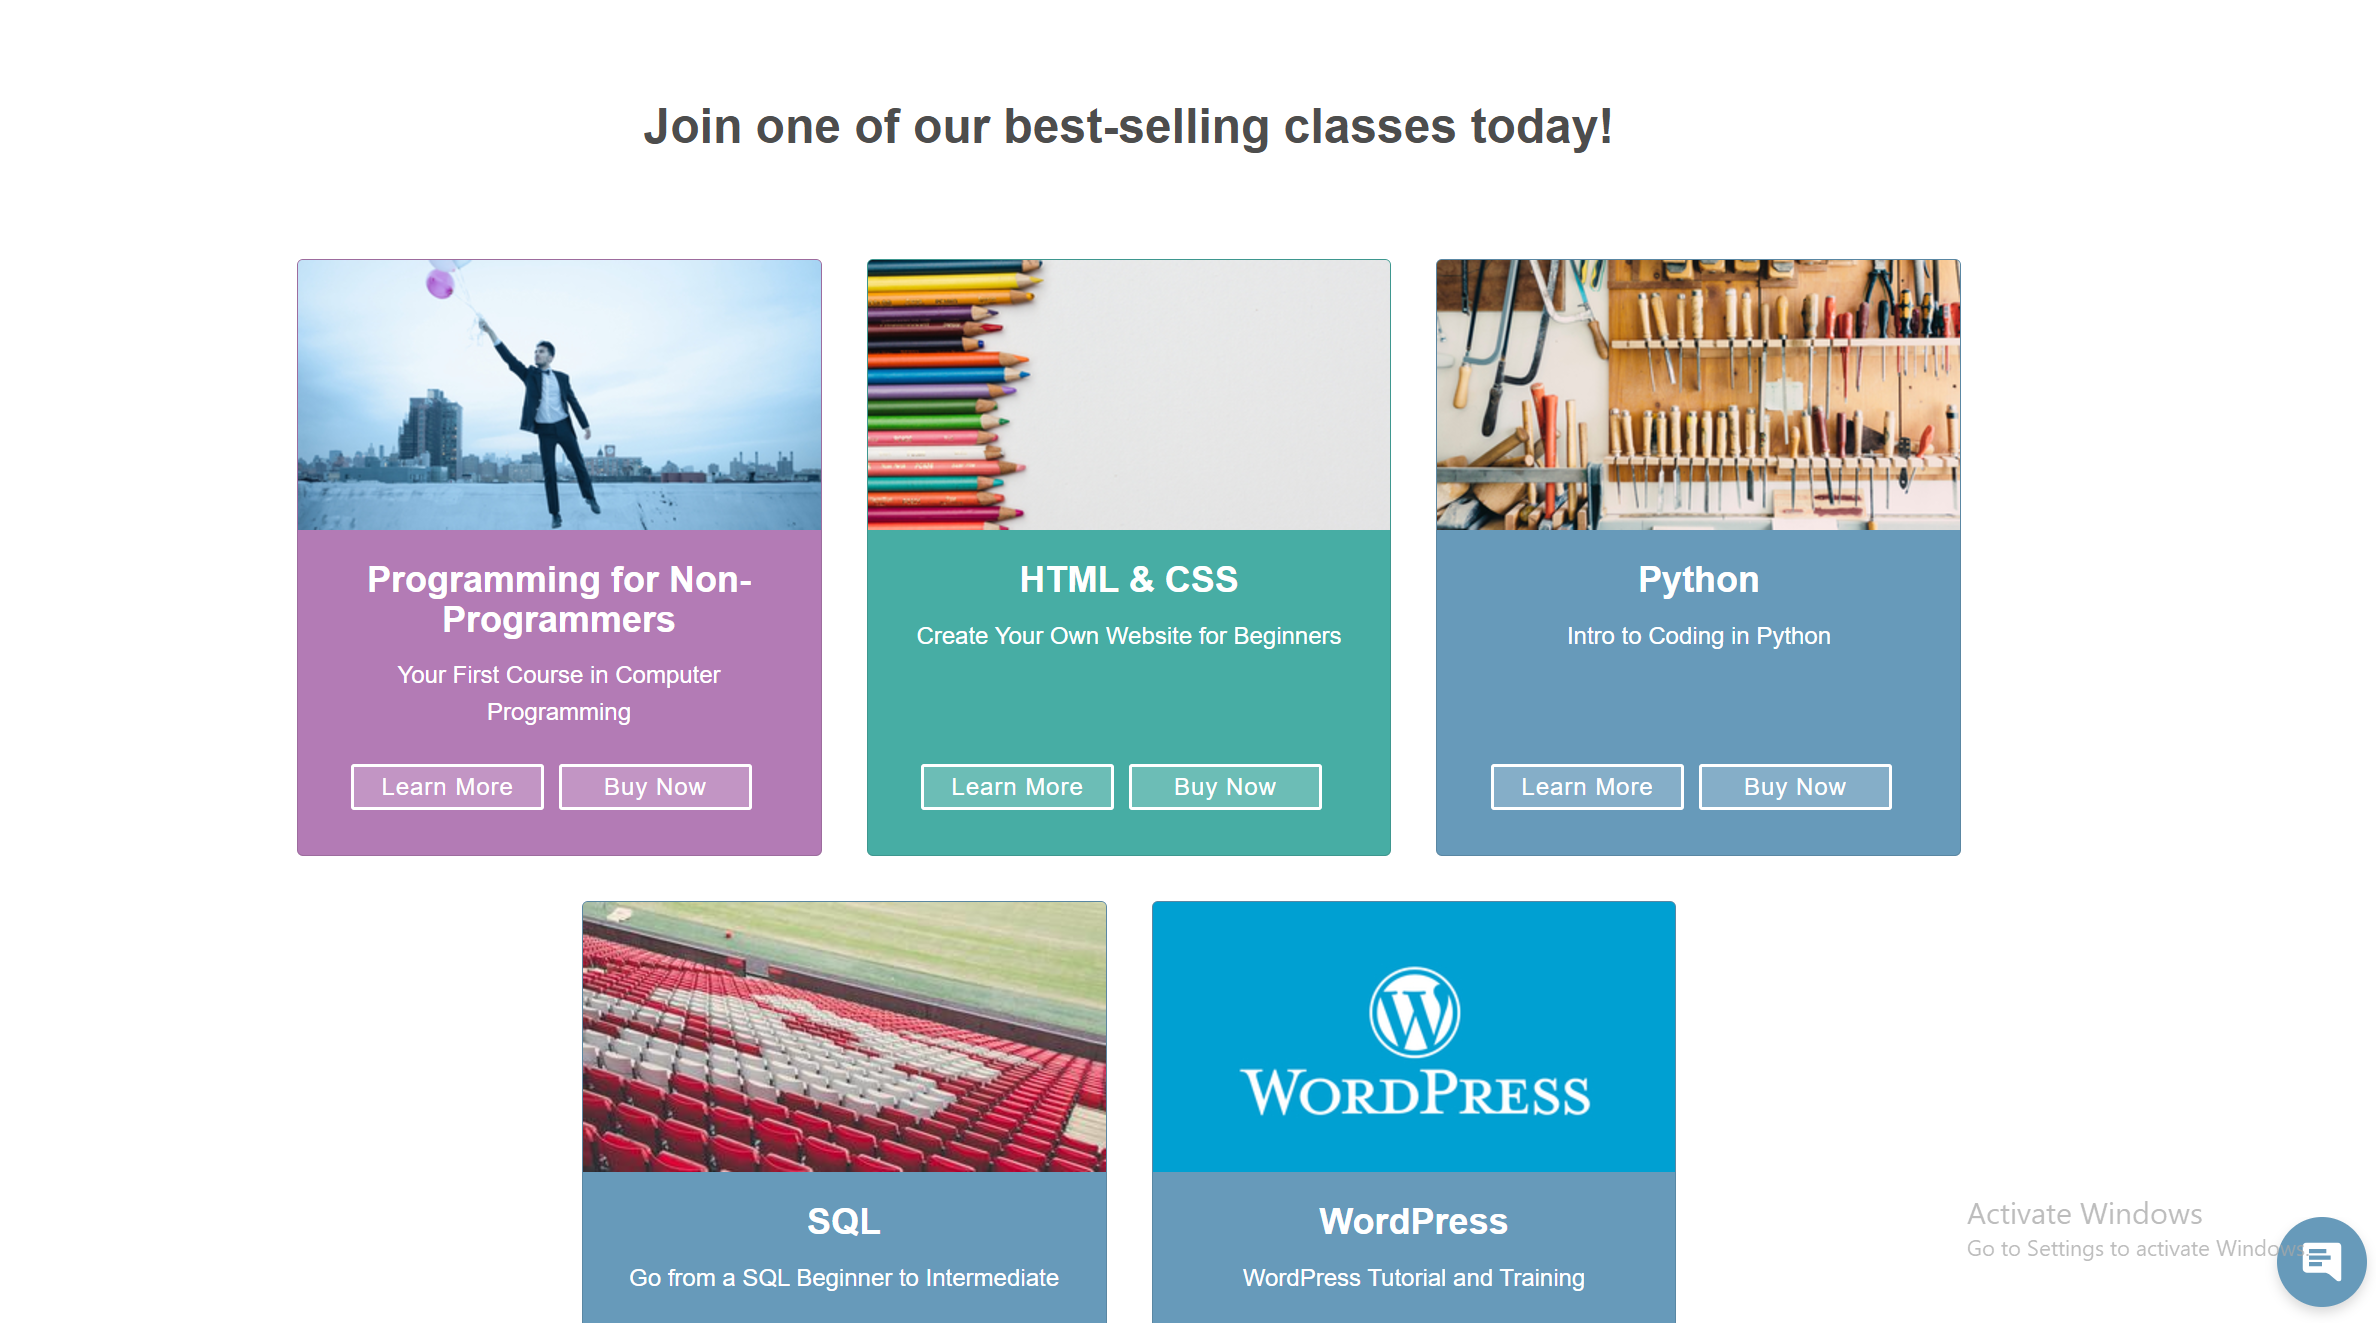 Join one of our best-selling classes today!
Programming for Non-
Programmers
Your First Course in Computer
Programming
Learn More
Buy Now
HTML & CSS
Create Your Own Website for Beginners
Learn More
Buy Now
Python
Intro to Coding in Python
Learn More
Buy Now
WORDPRESS
SQL
Go from a SQL Beginner to Intermediate
WordPress
WordPress Tutorial and Training
Activate Windows
Go to Settings to activate Windows.